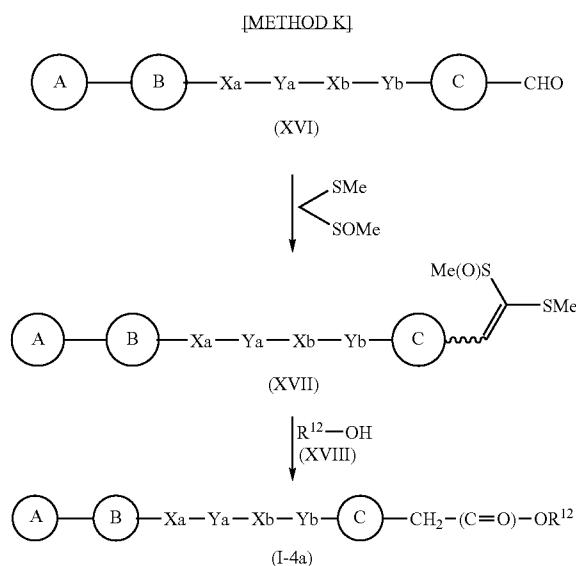 [METHOD K]
A B Xa Ya Xb Yb C CHO
(XVI)
SMe
SOMe
Me(O)S
SMe
A B Xa Ya Xb Yb C
(XVII)
R¹²—OH
(XVIII)
A B Xa Ya Xb Yb C CH₂—(C=O)—OR¹²
(I-4a)